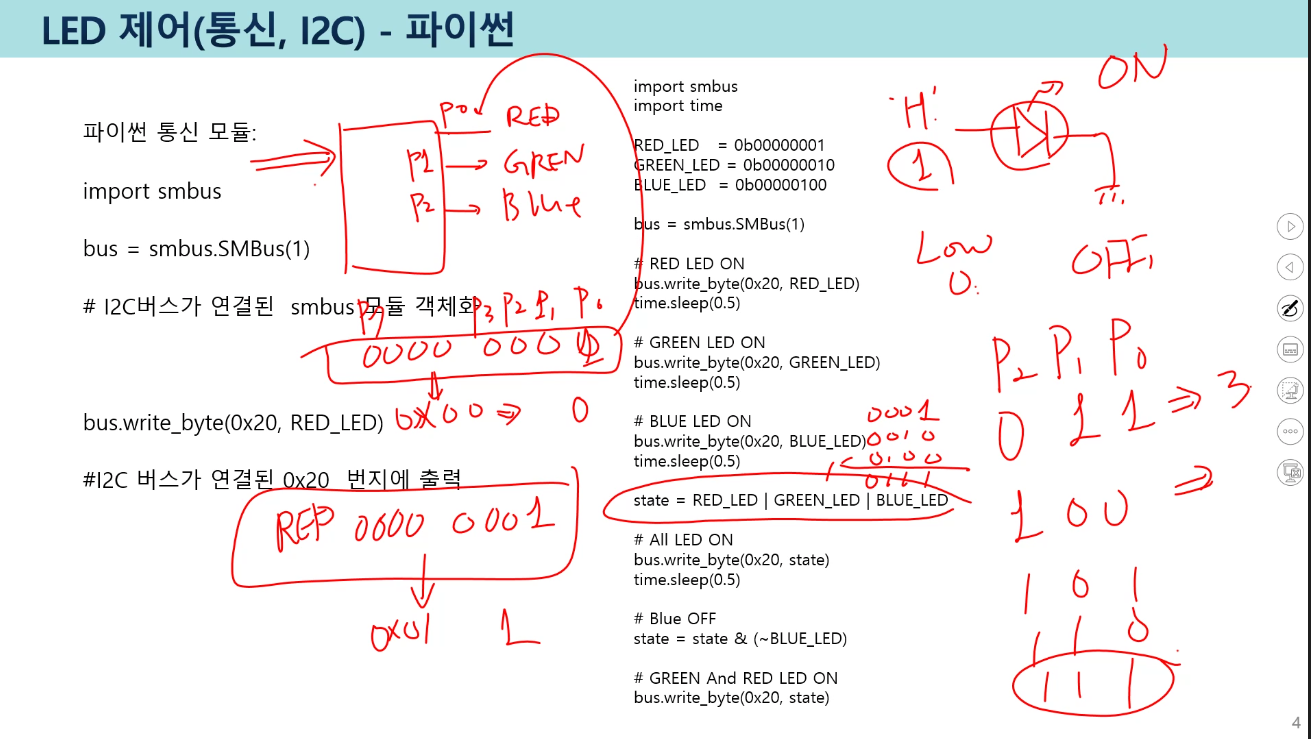 LED 제어(통신, I2C) - 파이썬
파이썬 통신 모듈:
import smbus
bus = smbus.SMBus(1)
# I2C버스가 연결된 smbus 모듈 객체화
bus.write_byte(0x20, RED_LED)
#I2C 버스가 연결된 0x20 번지에 출력
P0 RED
P1 GREN
P2 Blue
P7 P3 P2 P1 P0
0000 000
0x00 ⇒ 0
RED 0000 0001
0x01 1
import smbus
import time
RED_LED = 0b00000001
GREEN_LED = 0b00000010
BLUE_LED = 0b00000100
bus = smbus.SMBus(1)
# RED LED ON
bus.write_byte(0x20, RED_LED)
time.sleep(0.5)
# GREEN LED ON
bus.write_byte(0x20, GREEN_LED)
time.sleep(0.5)
# BLUE LED ON
bus.write_byte(0x20, BLUE_LED)
time.sleep(0.5)
0001
0010
0100
0111
state = RED_LED | GREEN_LED | BLUE_LED
# All LED ON
bus.write_byte(0x20, state)
time.sleep(0.5)
# Blue OFF
state = state & (~BLUE_LED)
# GREEN And RED LED ON
bus.write_byte(0x20, state)
'H' ON
1
Low OFF
0
P2 P1 P0
0 1 1 ⇒ 3
1 0 0 ⇒
1 0 1
1 1 0
1 1 1
4